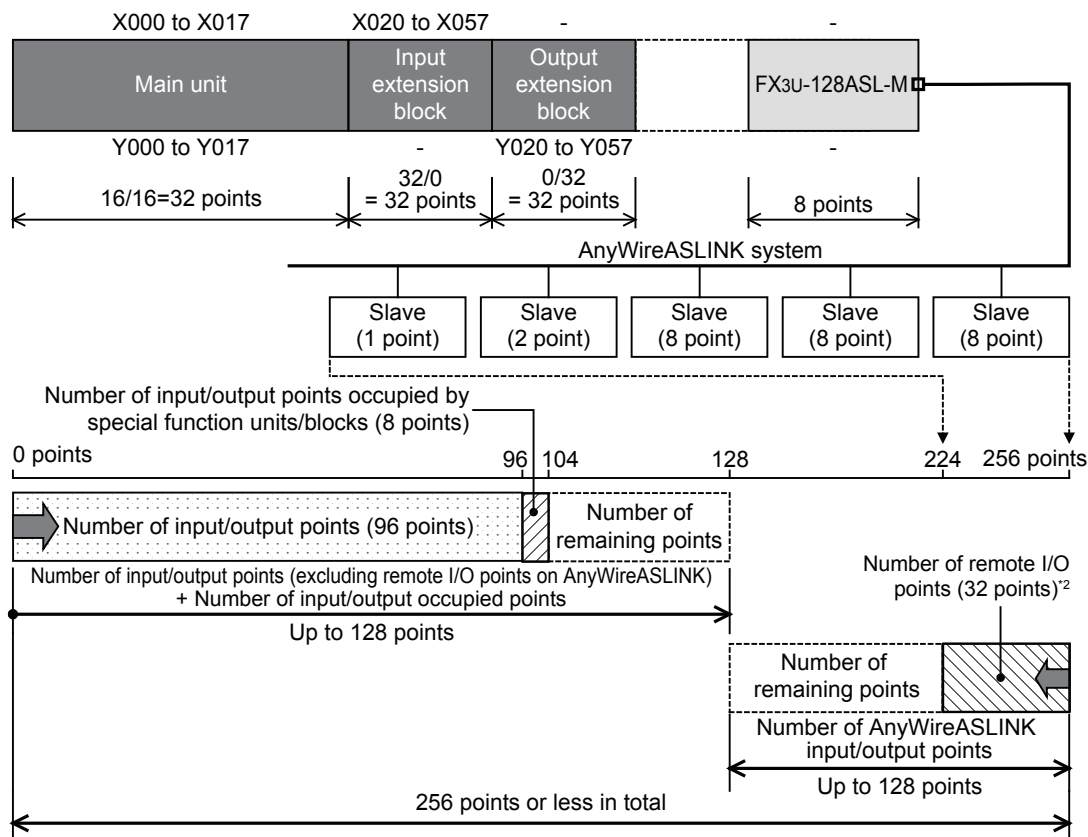 X000 to X017
X020 to X057
-
-
Main unit
Input
extension
block
Output
extension
block
FX3U-128ASL-M
Y000 to Y017
-
Y020 to Y057
-
16/16=32 points
32/0
= 32 points
0/32
= 32 points
8 points
AnyWireASLINK system
Slave
(1 point)
Slave
(2 point)
Slave
(8 point)
Slave
(8 point)
Slave
(8 point)
Number of input/output points occupied by
special function units/blocks (8 points)
0 points
96
104
128
224
256 points
Number of input/output points (96 points)
Number of
remaining points
Number of input/output points (excluding remote I/O points on AnyWireASLINK)
+ Number of input/output occupied points
Up to 128 points
Number of remote I/O
points (32 points)*2
Number of
remaining points
Number of AnyWireASLINK
input/output points
Up to 128 points
256 points or less in total